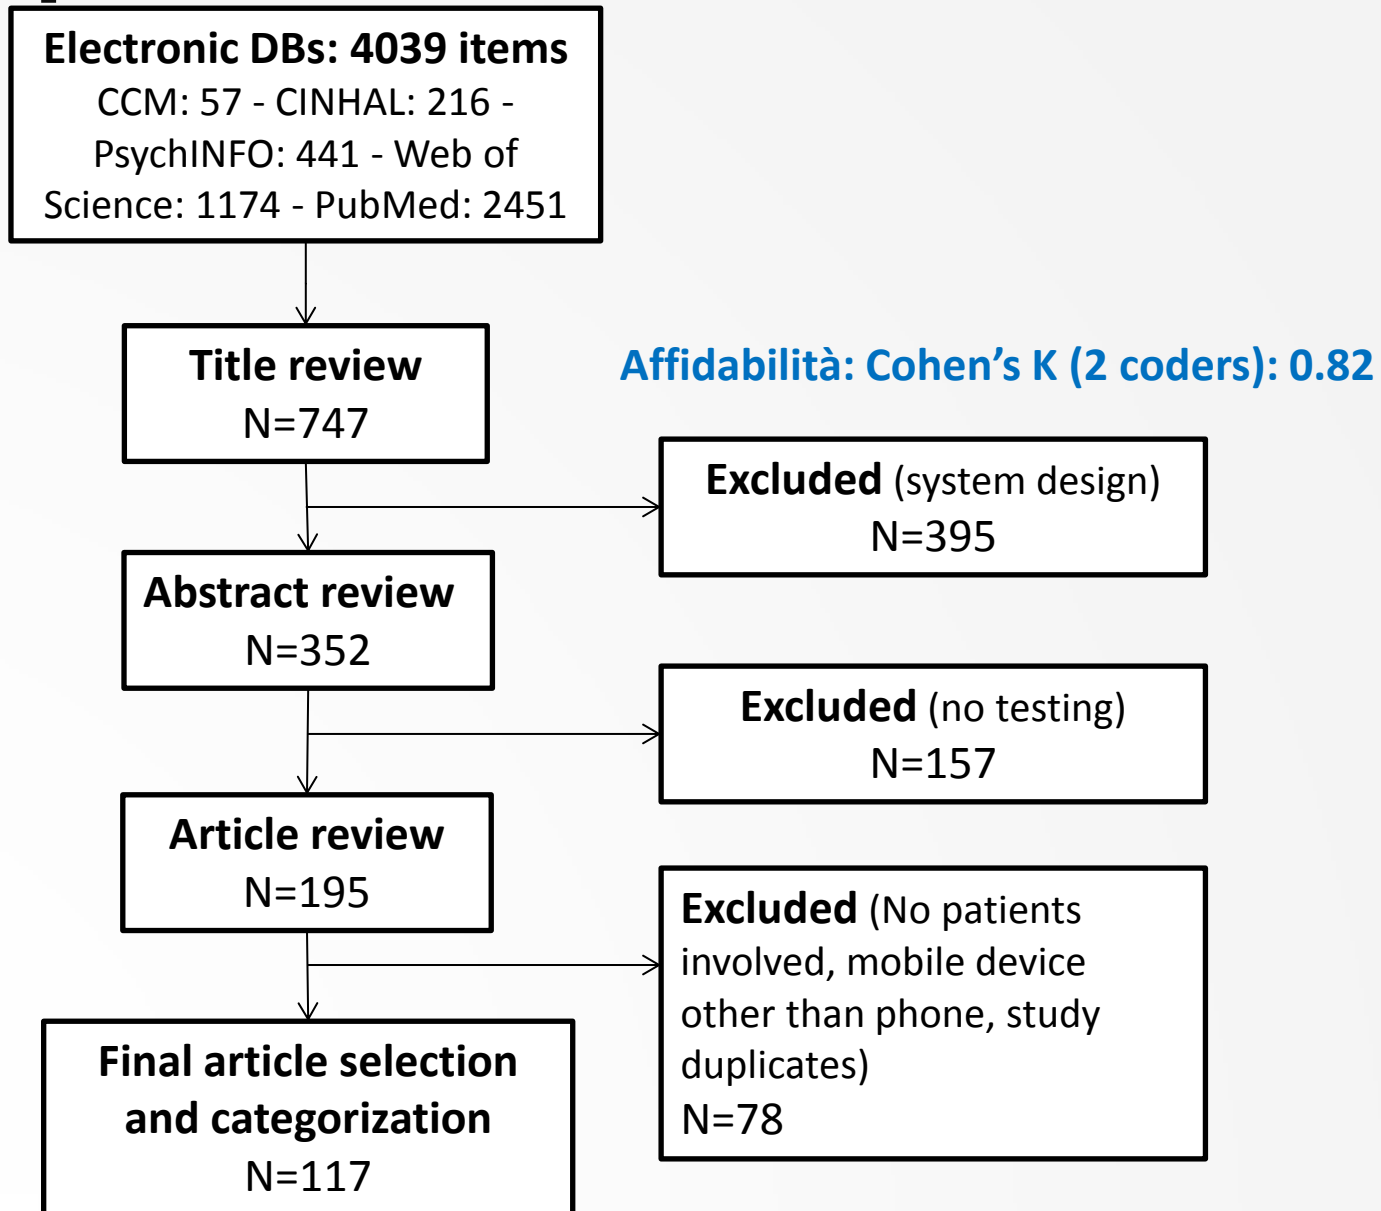 Electronic DBs: 4039 items
CCM: 57 - CINHAL: 216 -
PsychINFO: 441 - Web of
Science: 1174 - PubMed: 2451
Title review
N=747
Affidabilità: Cohen’s K (2 coders): 0.82
Excluded (system design)
N=395
Abstract review
N=352
Excluded (no testing)
N=157
Article review
N=195
Excluded (No patients
involved, mobile device
other than phone, study
duplicates)
N=78
Final article selection
and categorization
N=117